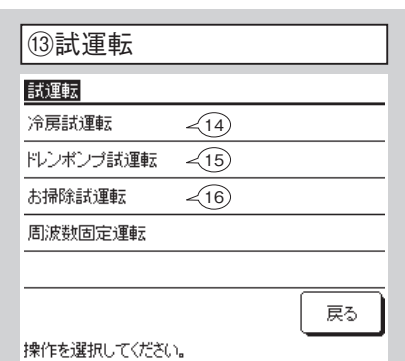 ⑬試運転
試運転
冷房試運転 ⑭
ドレンポンプ試運転 ⑮
お掃除試運転 ⑯
周波数固定運転
戻る
操作を選択してください。